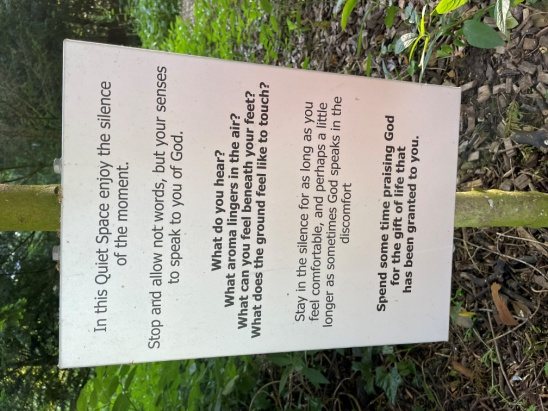 In this Quiet Space enjoy the silence
of the moment.
Stop and allow not words, but your senses
to speak to you of God.
What do you hear?
What aroma lingers in the air?
What can you feel beneath your feet?
What does the ground feel like to touch?
Stay in the silence for as long as you
feel comfortable, and perhaps a little
longer as sometimes God speaks in the
discomfort
Spend some time praising God
for the gift of life that
has been granted to you.